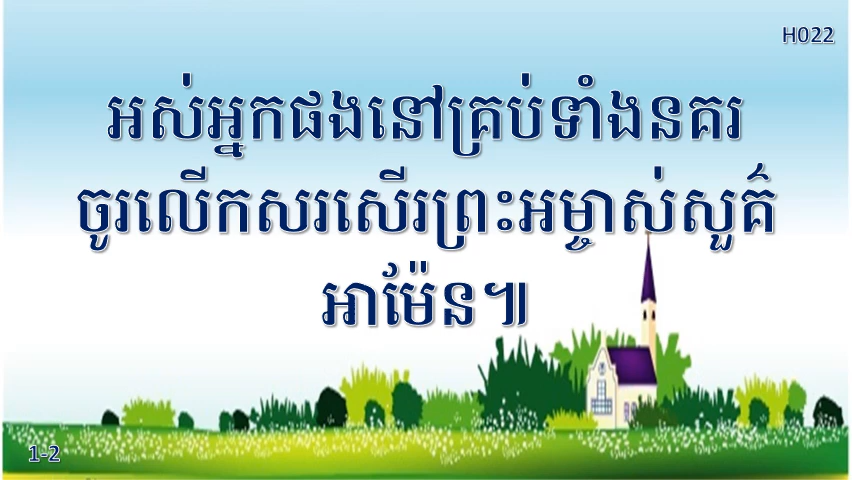 H022
អស់អ្នកផងនៅគ្រប់ទាំងនគរ
ចូរលើកសរសើរព្រះអម្ចាស់សួគ៌
អាម៉ែន៕
1-2